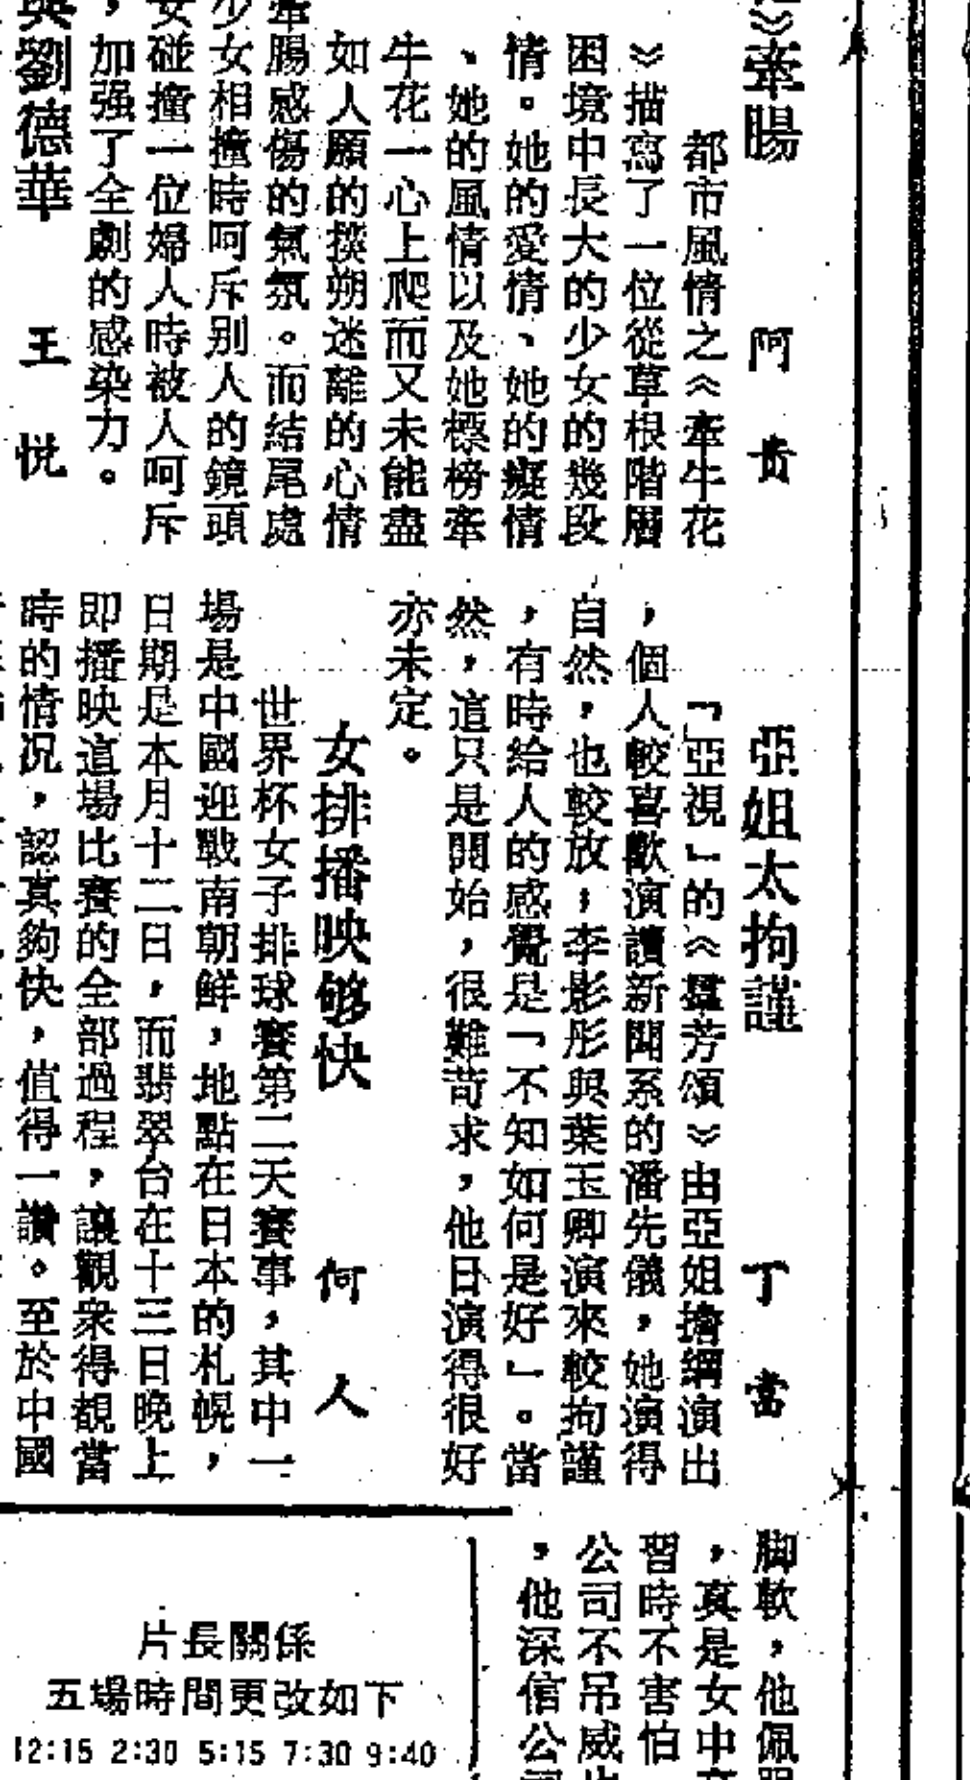 》牽腸
阿貴
都市風情之《牽牛花
》描寫了一位從草根階層
困境中長大的少女的幾段
情。她的愛情、她的癡情
、她的風情以及她標榜牽
牛花一心上爬而又未能盡
如人願的撲朔迷離的心情
腸感傷的氣氛。而結尾處
少女相撞時呵斥别人的鏡頭
女碰撞一位婦人時被人呵斥
，加强了全劇的感染力。
與劉德華
王悦
亞姐太拘謹
丁當
「亞視」的《羣芳頌》由亞姐擔綱演出
，個人較喜歡演讀新聞系的潘先儀，她演得
自然，也較放；李影彤與葉玉卿演來較拘謹
，有時給人的感覺是「不知如何是好」。當
然，這只是開始，很難苛求，他日演得很好
亦未定。
女排播映够快
何人
世界杯女子排球賽第二天賽事，其中一
場是中國迎戰南朝鮮，地點在日本的札幌，
日期是本月十二日，而翡翠台在十三日晚上
即播映這場比賽的全部過程，讓觀衆得覩當
時的情况，認真夠快，值得一讚。至於中國
脚軟，他佩
，真是女中
習時不害怕
公司不吊威
，他深信公
片長關係
五場時間更改如下
12:15 2:30 5:15 7:30 9:40